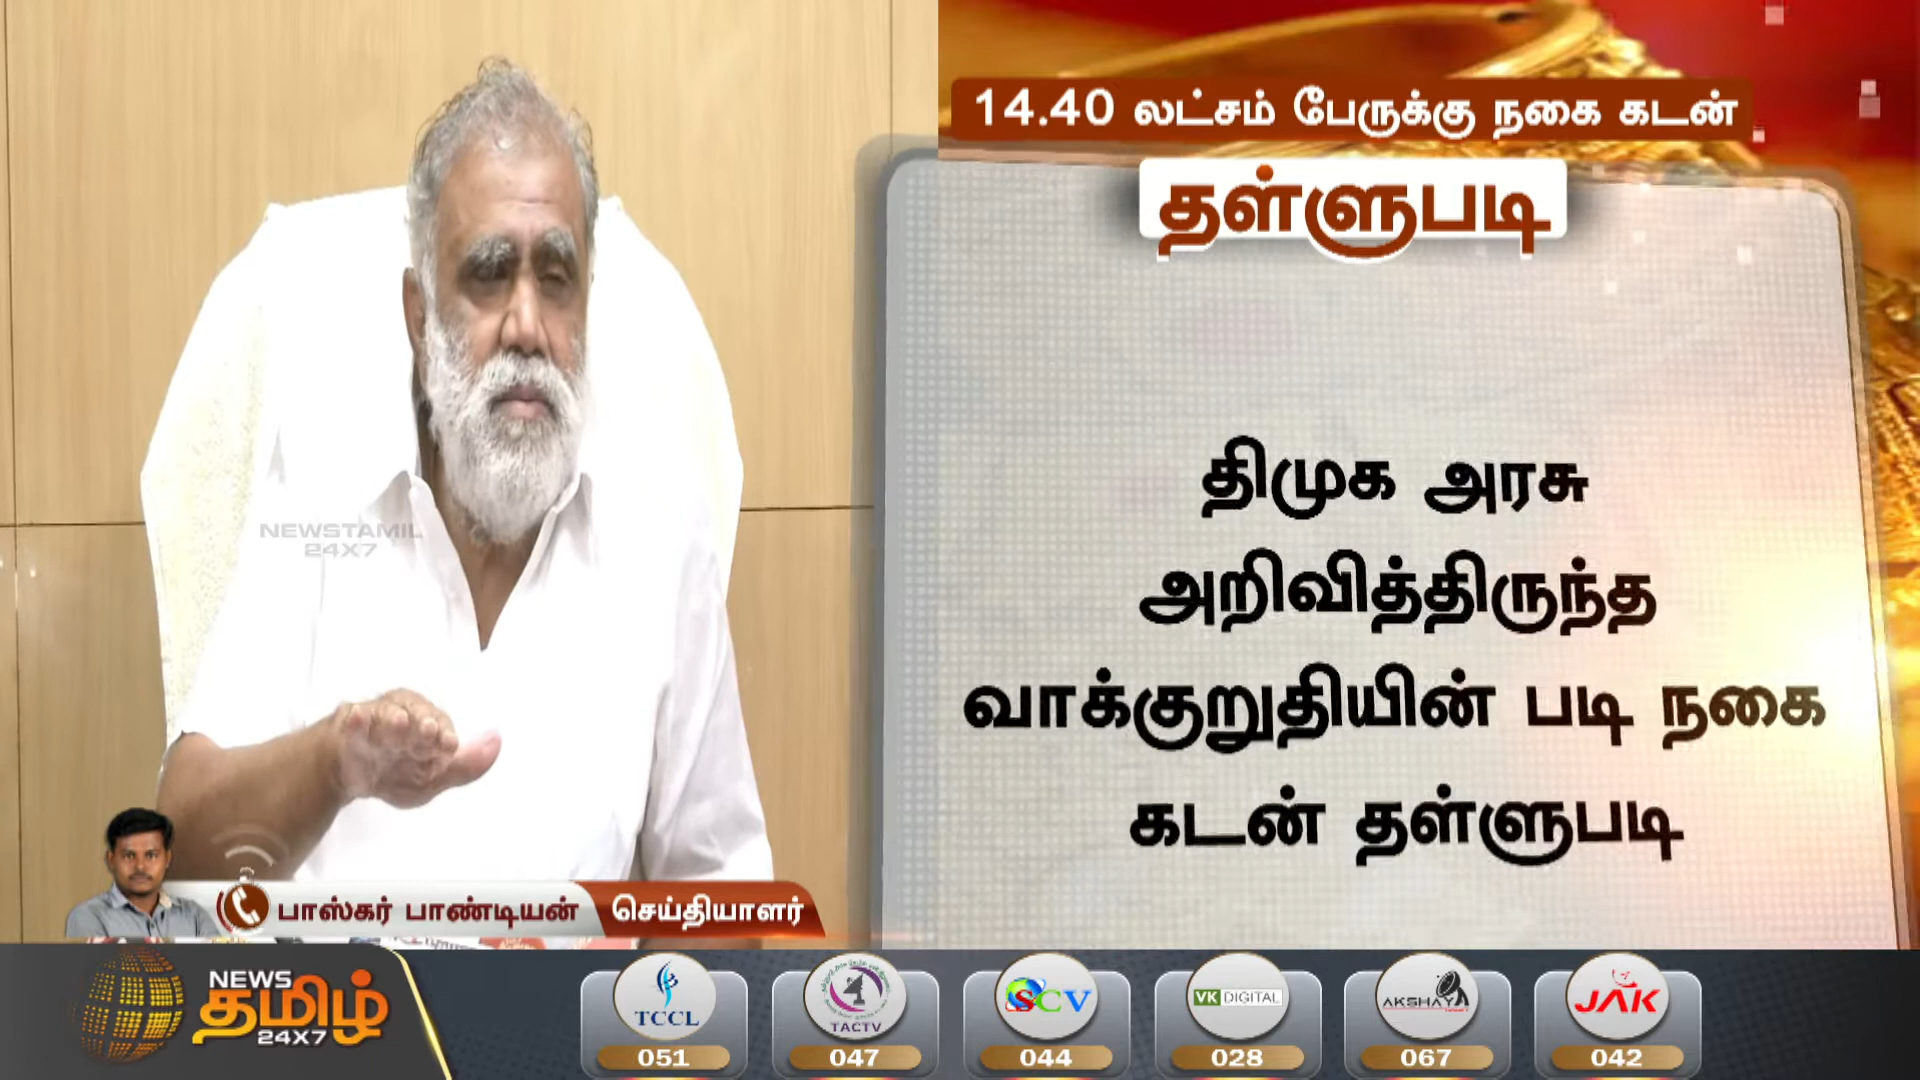 14.40 லட்சம் பேருக்கு நகை கடன்
தள்ளுபடி
திமுக அரசு
அறிவித்திருந்த
வாக்குறுதியின் படி நகை
கடன் தள்ளுபடி
NEWSTAMIL
24X7
பாஸ்கர் பாண்டியன் செய்தியாளர்
NEWS
தமிழ்
24X7
TCCL TACTV SCV VK DIGITAL AKSHAYA JAK
051 047 044 028 067 042